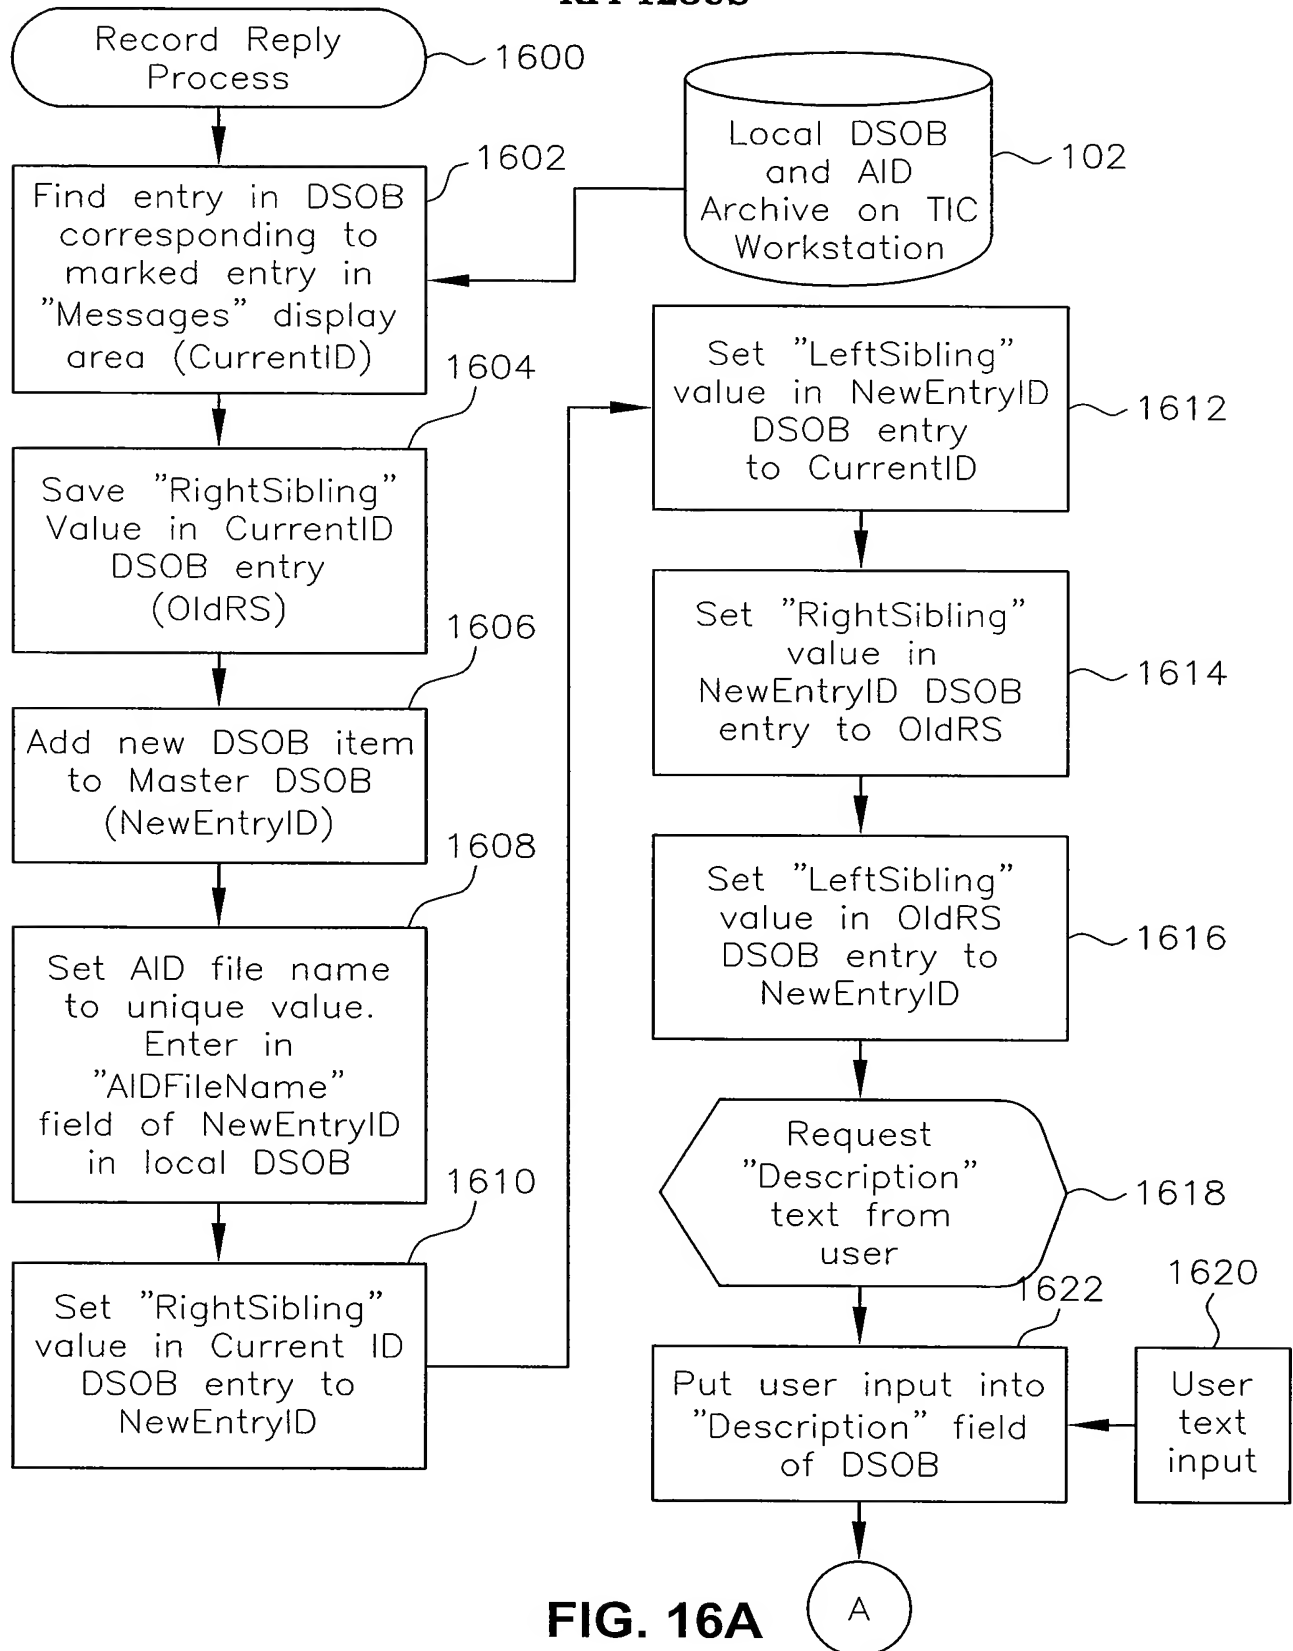 Record Reply
Process
1600
Local DSOB
and AID
Archive on TIC
Workstation
102
1602
Find entry in DSOB
corresponding to
marked entry in
"Messages" display
area (CurrentID)
1604
Save "RightSibling"
Value in CurrentID
DSOB entry
(OldRS)
1606
Add new DSOB item
to Master DSOB
(NewEntryID)
1608
Set AID file name
to unique value.
Enter in
"AIDFileName"
field of NewEntryID
in local DSOB
1610
Set "RightSibling"
value in Current ID
DSOB entry to
NewEntryID
Set "LeftSibling"
value in NewEntryID
DSOB entry
to CurrentID
1612
Set "RightSibling"
value in
NewEntryID DSOB
entry to OldRS
1614
Set "LeftSibling"
value in OldRS
DSOB entry to
NewEntryID
1616
Request
"Description"
text from
user
1618
1622
1620
Put user input into
"Description" field
of DSOB
User
text
input
A
FIG. 16A